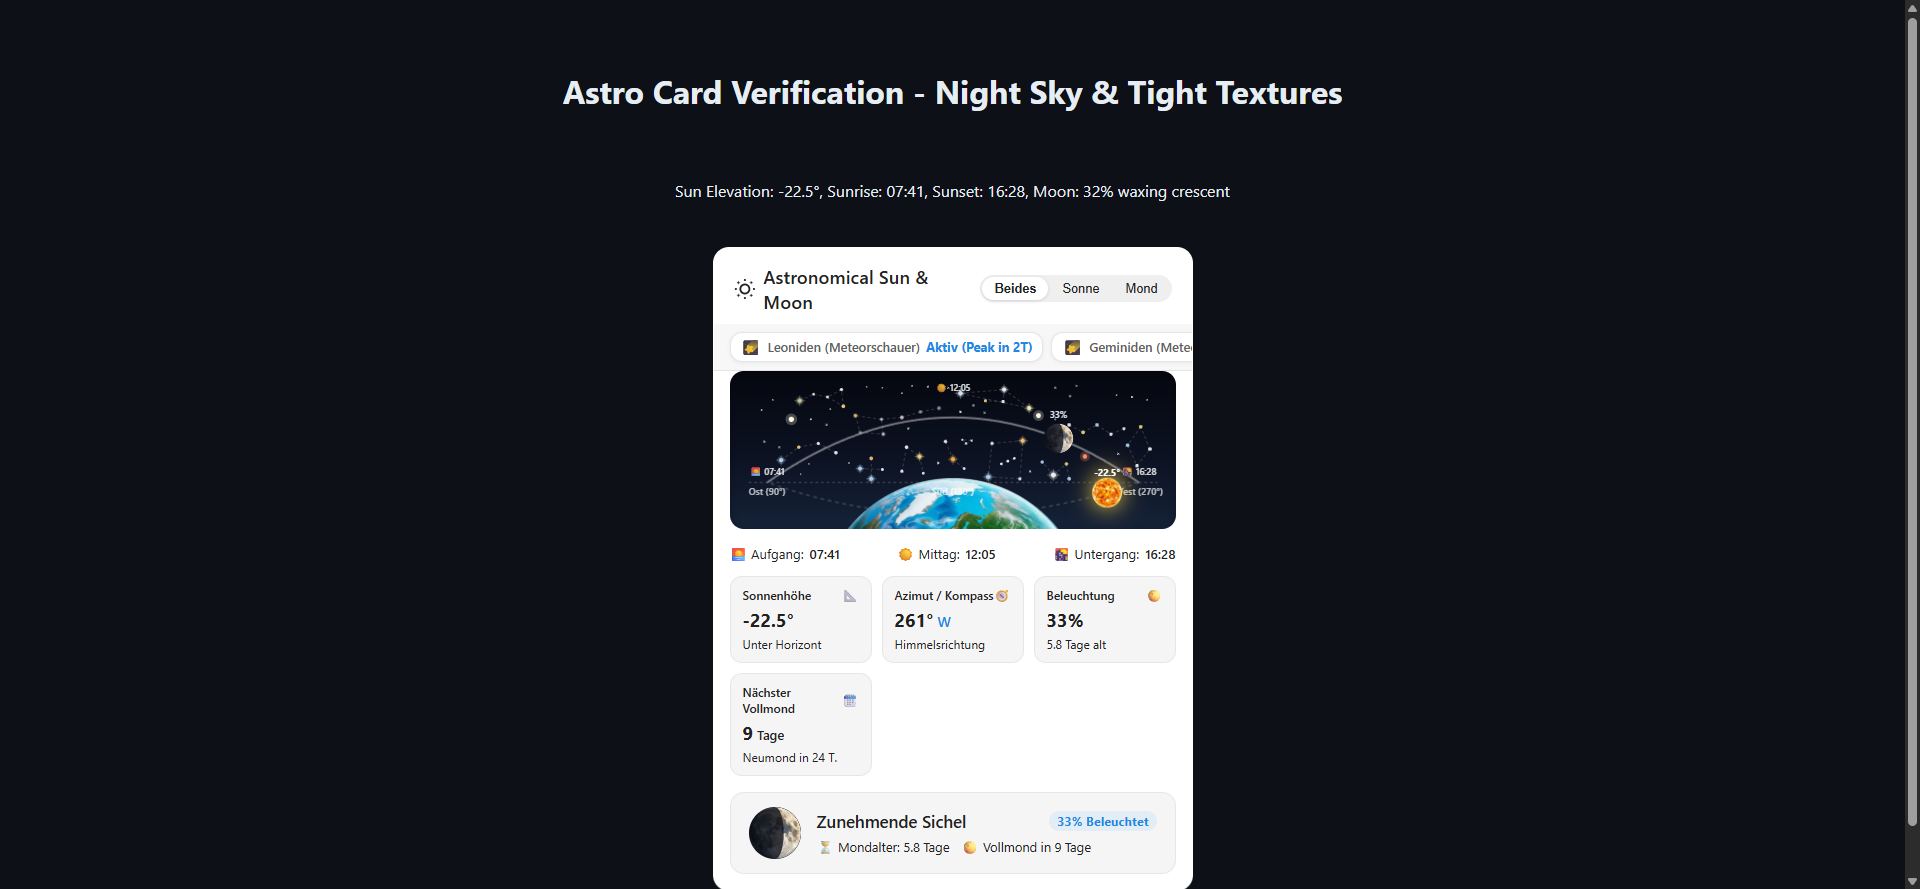 Astro Card Verification - Night Sky & Tight Textures
Sun Elevation: -22.5°, Sunrise: 07:41, Sunset: 16:28, Moon: 32% waxing crescent
Astronomical Sun &
Moon
Beides Sonne Mond
Leoniden (Meteorschauer) Aktiv (Peak in 2T) Geminiden (Mete
12:05
33%
07:41
-22.5° 16:28
Ost (90°) est (270°)
Aufgang: 07:41 Mittag: 12:05 Untergang: 16:28
Sonnenhöhe
-22.5°
Unter Horizont
Azimut / Kompass
261° W
Himmelsrichtung
Beleuchtung
33%
5.8 Tage alt
Nächster
Vollmond
9 Tage
Neumond in 24 T.
Zunehmende Sichel
33% Beleuchtet
Mondalter: 5.8 Tage Vollmond in 9 Tage